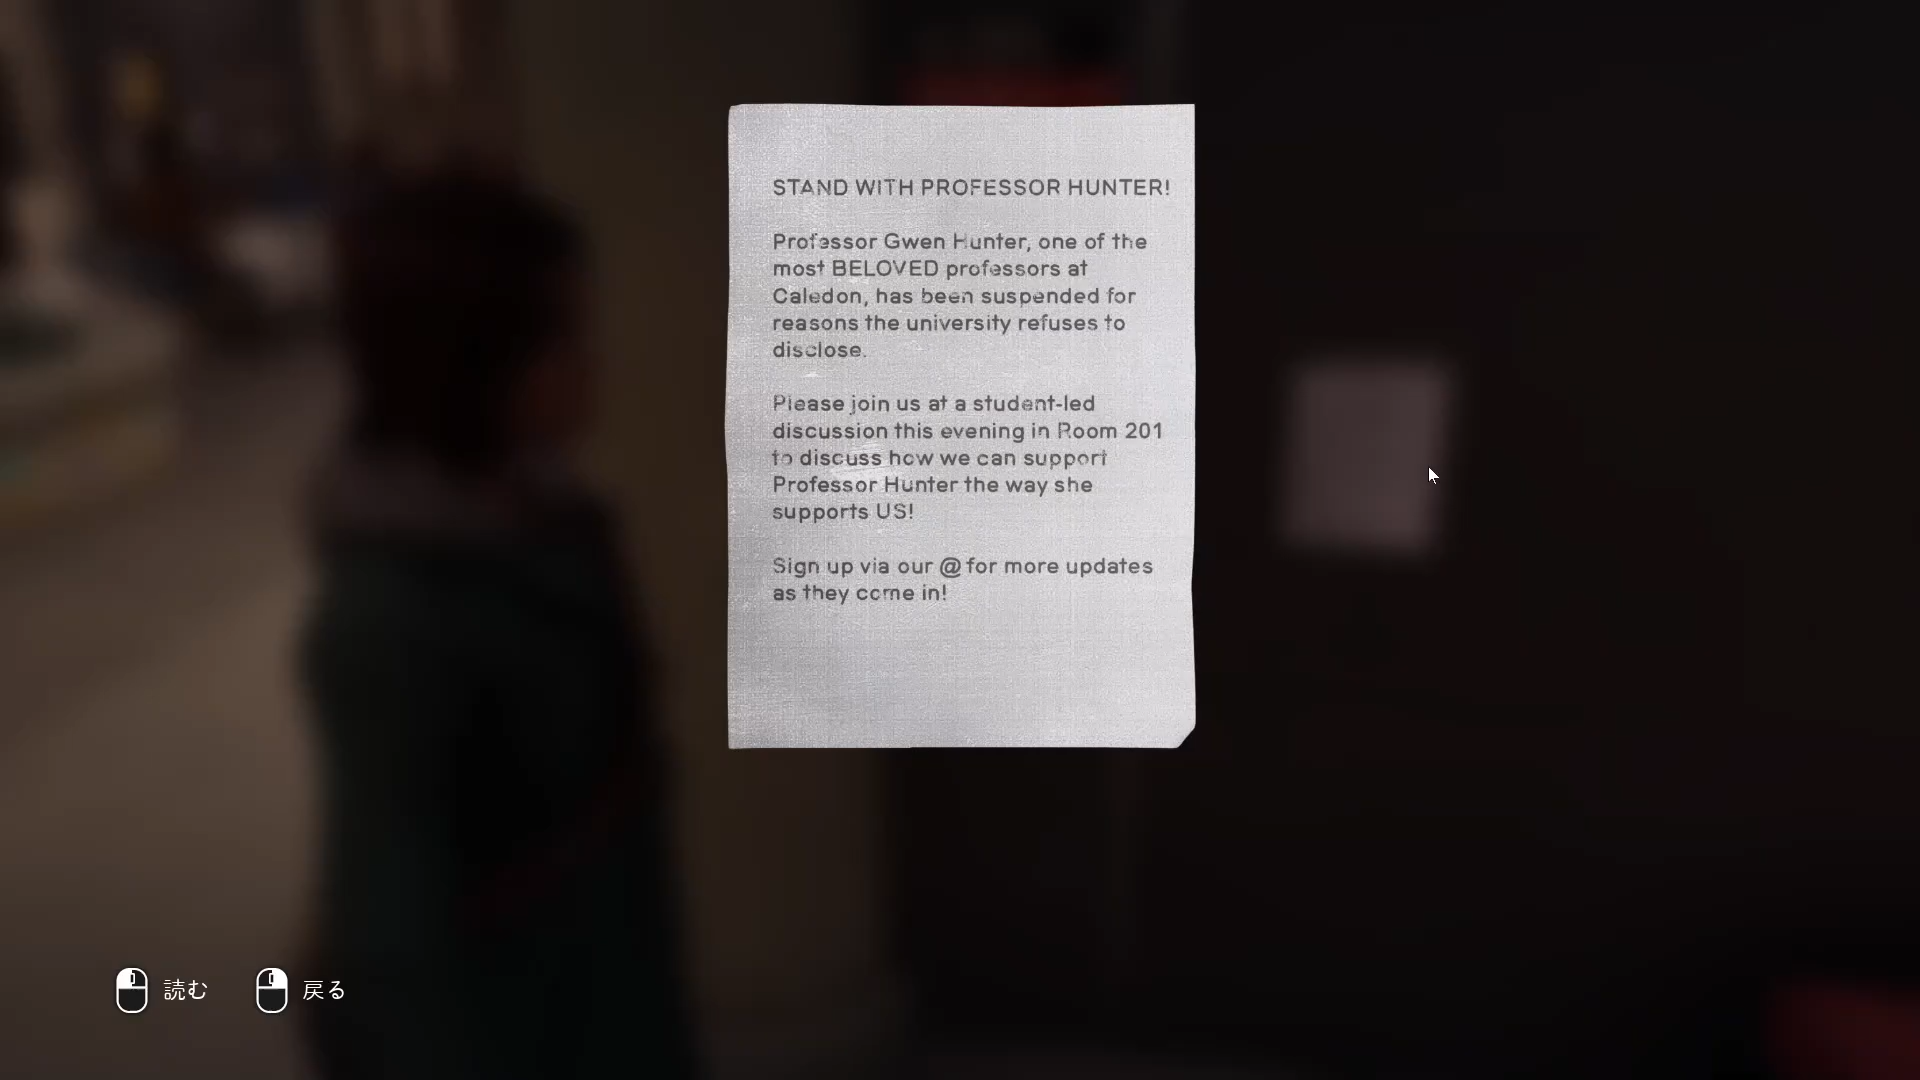 STAND WITH PROFESSOR HUNTER!
Professor Gwen Hunter, one of the
most BELOVED professors at
Caledon, has been suspended for
reasons the university refuses to
disclose.
Please join us at a student-led
discussion this evening in Room 201
to discuss how we can support
Professor Hunter the way she
supports US!
Sign up via our @ for more updates
as they come in!
読む 戻る